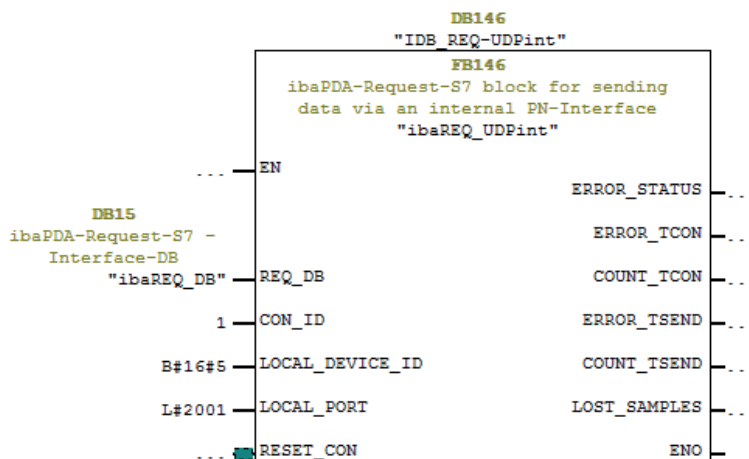 DB146
"IDB_REQ-UDPint"
FB146
ibaPDA-Request-S7 block for sending
data via an internal PN-Interface
"ibaREQ_UDPint"
... EN
ERROR_STATUS ..
DB15
ibaPDA-Request-S7 -
Interface-DB
"ibaREQ_DB" REQ_DB
ERROR_TCON ..
COUNT_TCON ..
1 CON_ID
ERROR_TSEND ..
B#16#5 LOCAL_DEVICE_ID
COUNT_TSEND ..
L#2001 LOCAL_PORT
LOST_SAMPLES ..
... RESET_CON
ENO